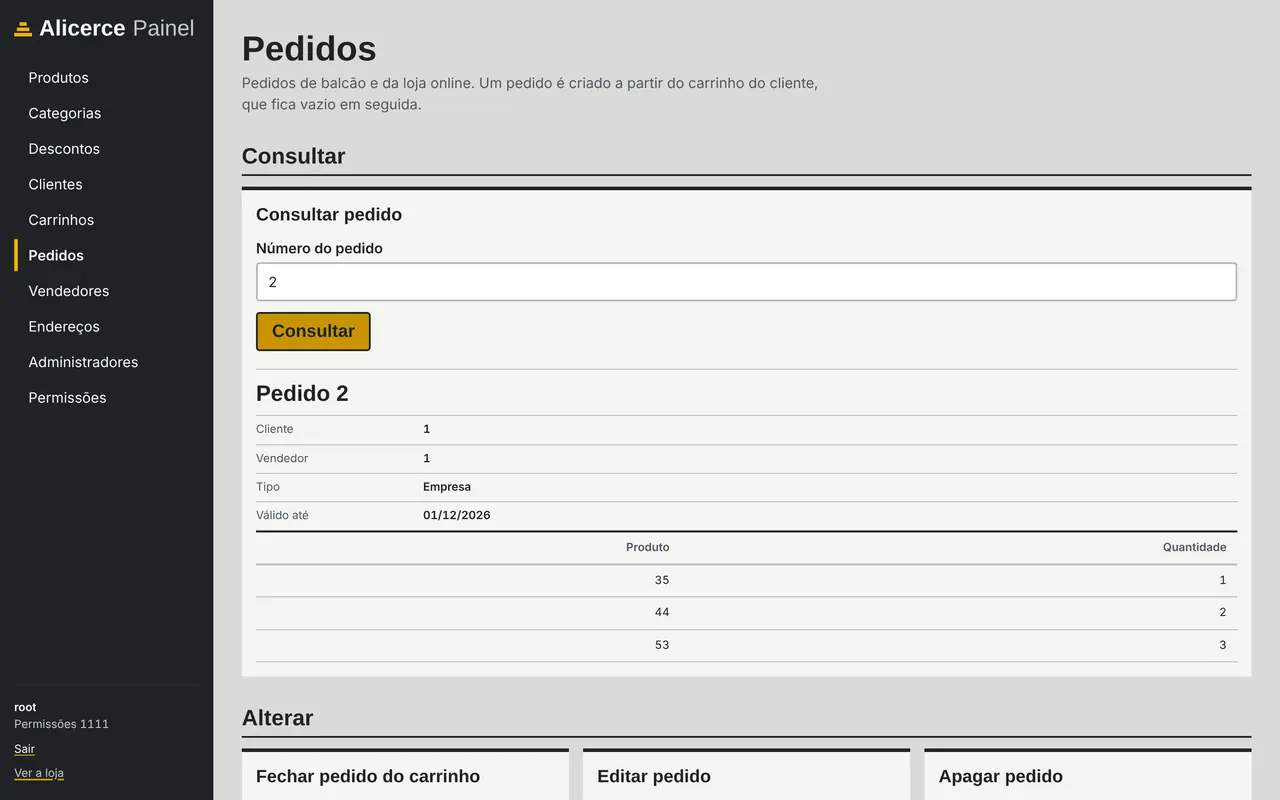 Alicerce Painel
Produtos
Categorias
Descontos
Clientes
Carrinhos
Pedidos
Vendedores
Endereços
Administradores
Permissões
root
Permissões 1111
Sair
Ver a loja
Pedidos
Pedidos de balcão e da loja online. Um pedido é criado a partir do carrinho do cliente,
que fica vazio em seguida.
Consultar
Consultar pedido
Número do pedido
2
Consultar
Pedido 2
Cliente 1
Vendedor 1
Tipo Empresa
Válido até 01/12/2026
Produto Quantidade
35 1
44 2
53 3
Alterar
Fechar pedido do carrinho
Editar pedido
Apagar pedido